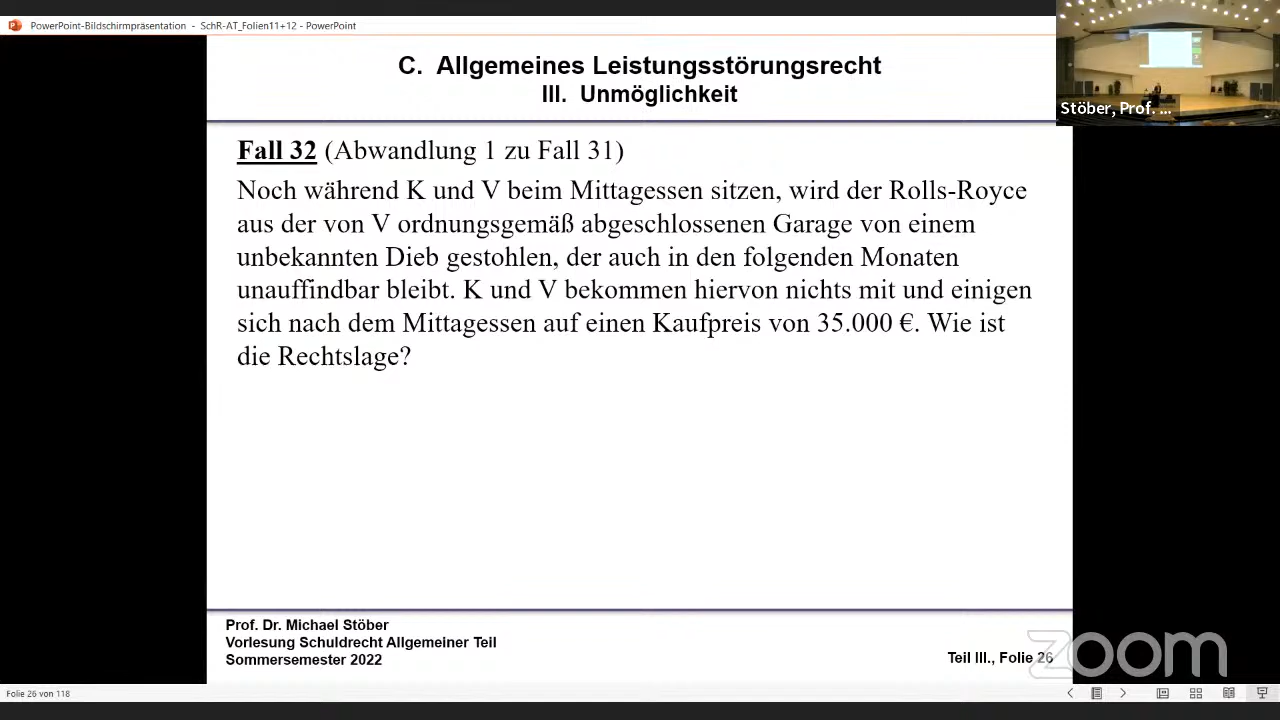 PowerPoint-Bildschirmpräsentation - SchR-AT_Folien11+12 - PowerPoint
Stöber, Prof. ...
C. Allgemeines Leistungsstörungsrecht
III. Unmöglichkeit
Fall 32 (Abwandlung 1 zu Fall 31)
Noch während K und V beim Mittagessen sitzen, wird der Rolls-Royce
aus der von V ordnungsgemäß abgeschlossenen Garage von einem
unbekannten Dieb gestohlen, der auch in den folgenden Monaten
unauffindbar bleibt. K und V bekommen hiervon nichts mit und einigen
sich nach dem Mittagessen auf einen Kaufpreis von 35.000 €. Wie ist
die Rechtslage?
Prof. Dr. Michael Stöber
Vorlesung Schuldrecht Allgemeiner Teil
Sommersemester 2022
Teil III., Folie 26
zoom
Folie 26 von 118